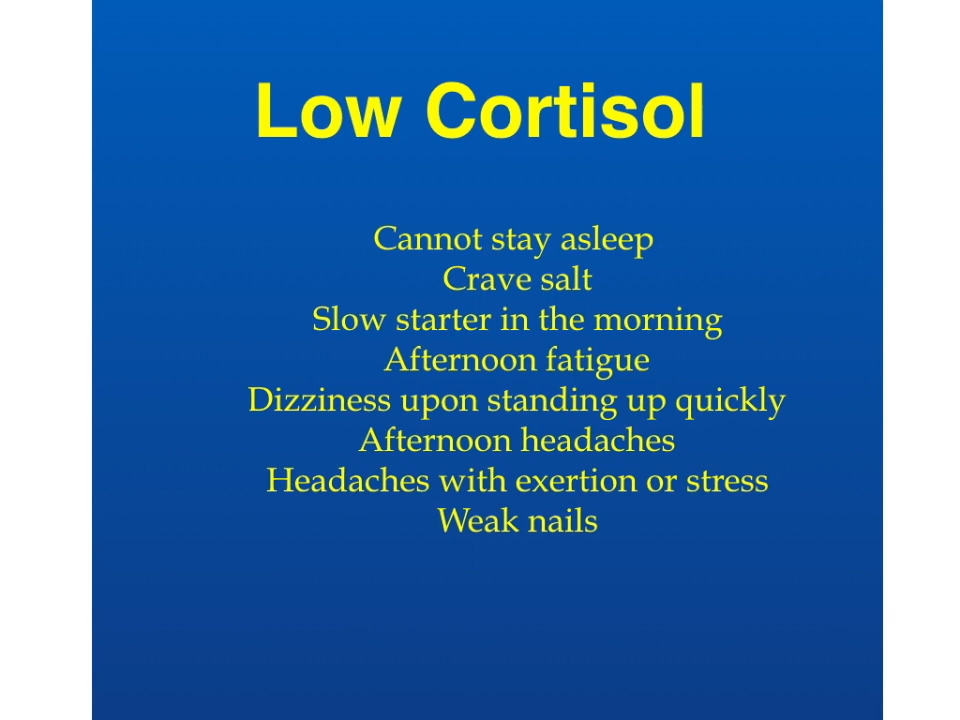 Low Cortisol
Cannot stay asleep
Crave salt
Slow starter in the morning
Afternoon fatigue
Dizziness upon standing up quickly
Afternoon headaches
Headaches with exertion or stress
Weak nails